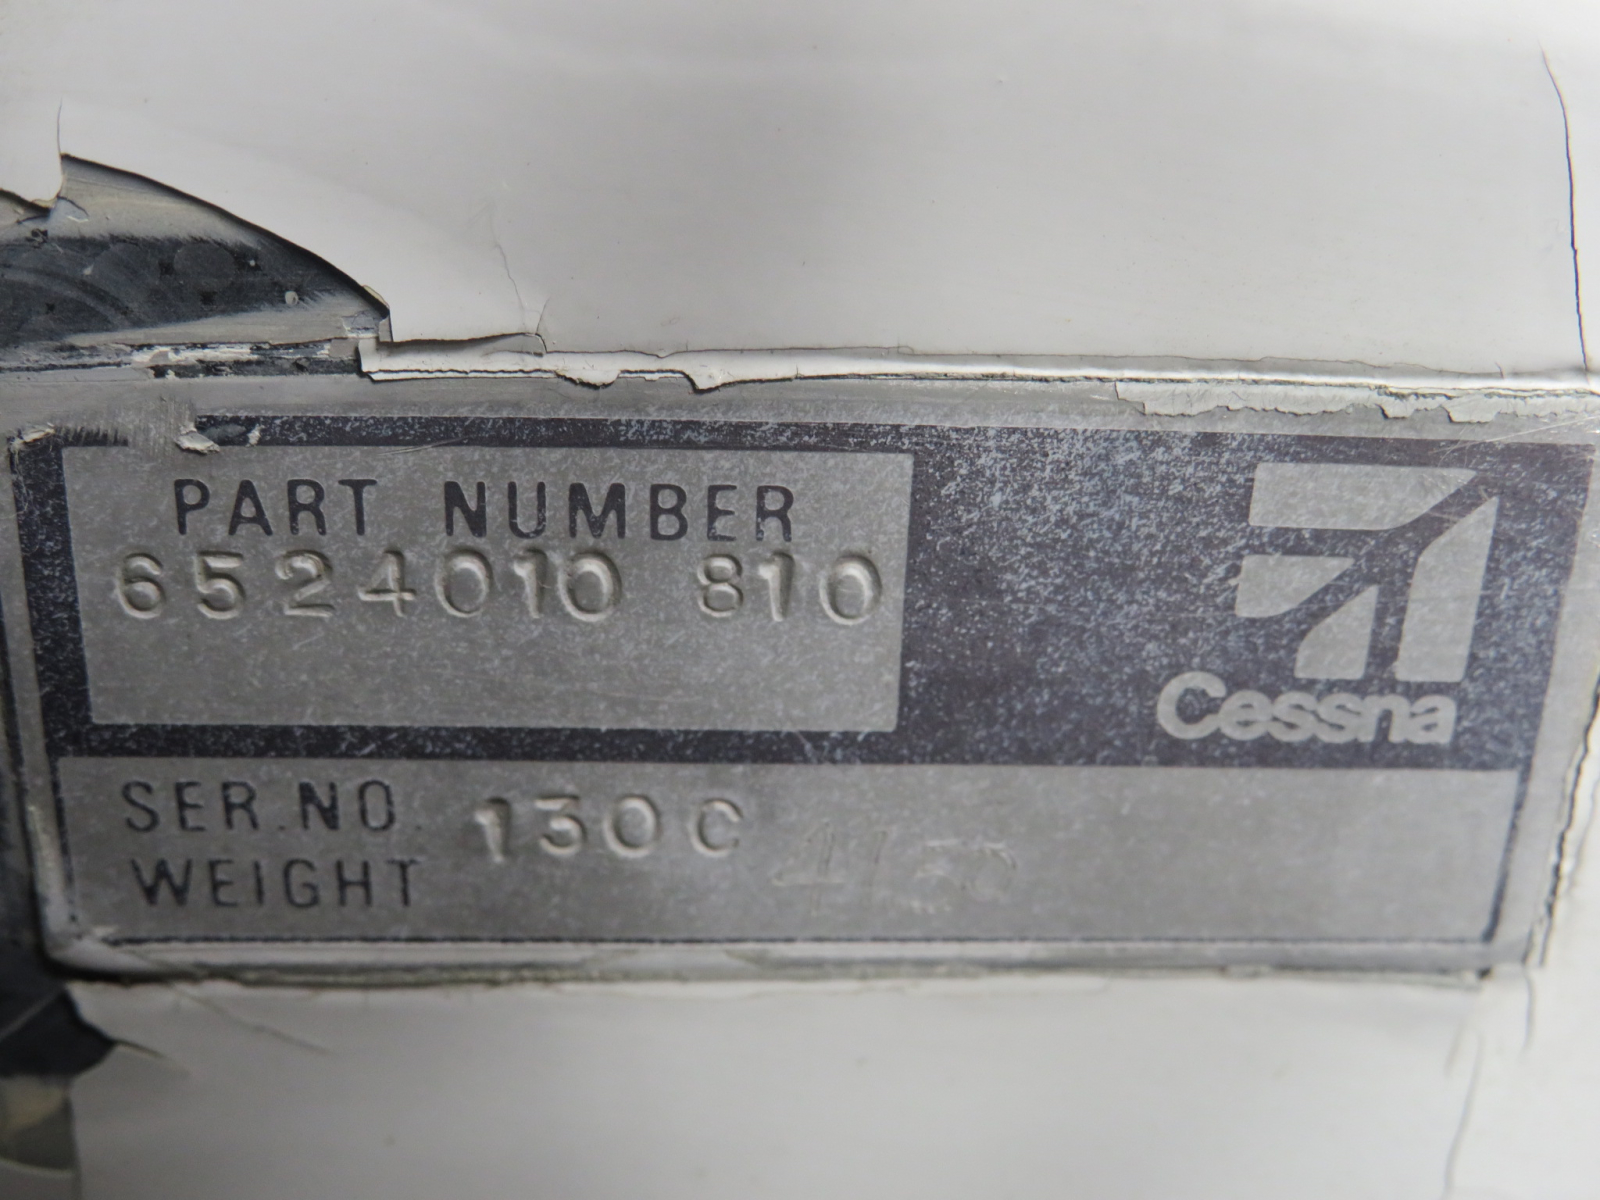 PART NUMBER
6524010 810
Cessna
SER.NO. 130C
WEIGHT